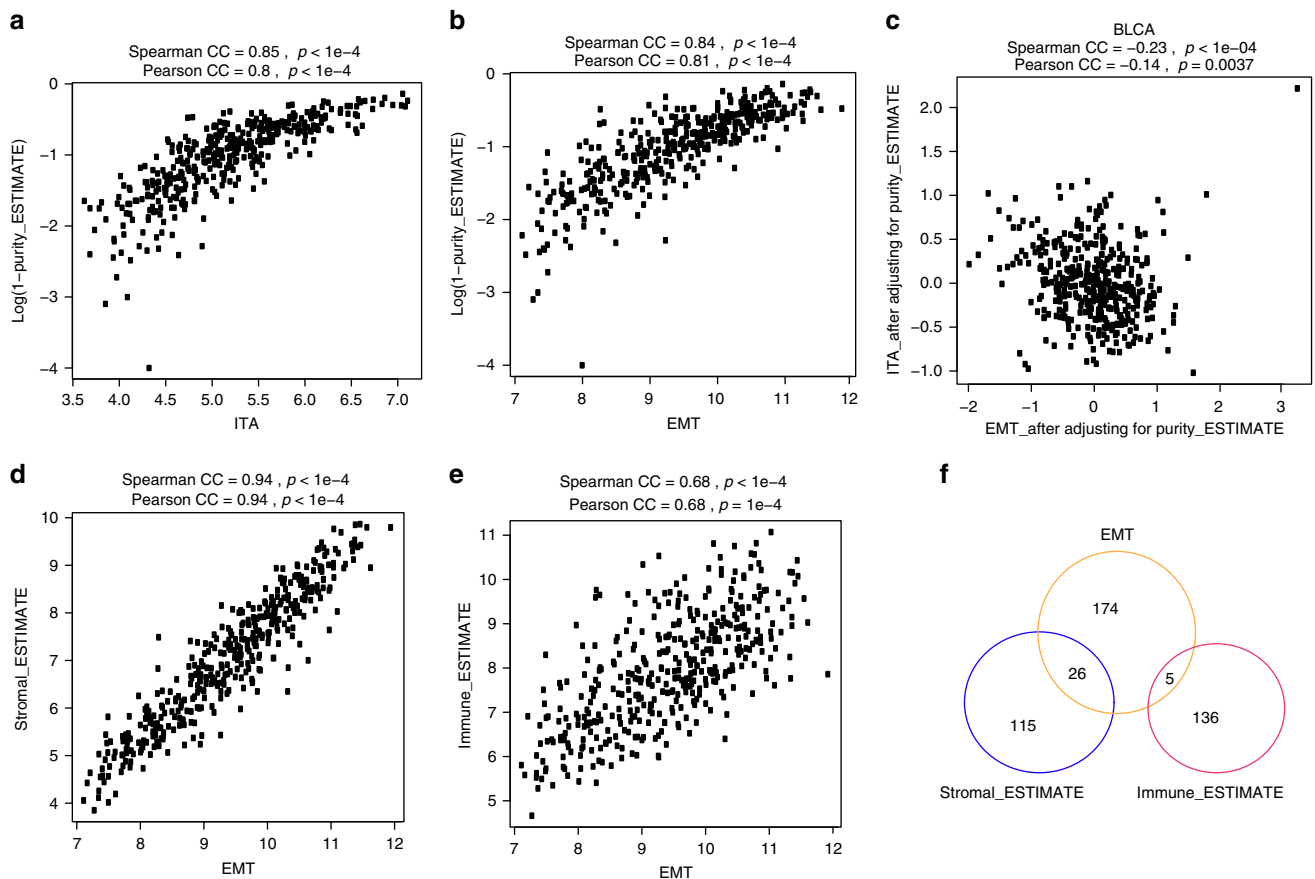 a
Spearman CC = 0.85 , p < 1e−4
Pearson CC = 0.8 , p < 1e−4
Log(1−purity_ESTIMATE)
0
−1
−2
−3
−4
3.5 4.0 4.5 5.0 5.5 6.0 6.5 7.0
ITA
b
Spearman CC = 0.84 , p < 1e−4
Pearson CC = 0.81 , p < 1e−4
Log(1−purity_ESTIMATE)
0
−1
−2
−3
−4
7 8 9 10 11 12
EMT
c
BLCA
Spearman CC = −0.23 , p < 1e−04
Pearson CC = −0.14 , p = 0.0037
ITA_after adjusting for purity_ESTIMATE
2.0
1.5
1.0
0.5
0.0
−0.5
−1.0
−2 −1 0 1 2 3
EMT_after adjusting for purity_ESTIMATE
d
Spearman CC = 0.94 , p < 1e−4
Pearson CC = 0.94 , p < 1e−4
Stromal_ESTIMATE
10
9
8
7
6
5
4
7 8 9 10 11 12
EMT
e
Spearman CC = 0.68 , p < 1e−4
Pearson CC = 0.68 , p = 1e−4
Immune_ESTIMATE
11
10
9
8
7
6
5
7 8 9 10 11 12
EMT
f
EMT
174
26
5
115
136
Stromal_ESTIMATE
Immune_ESTIMATE